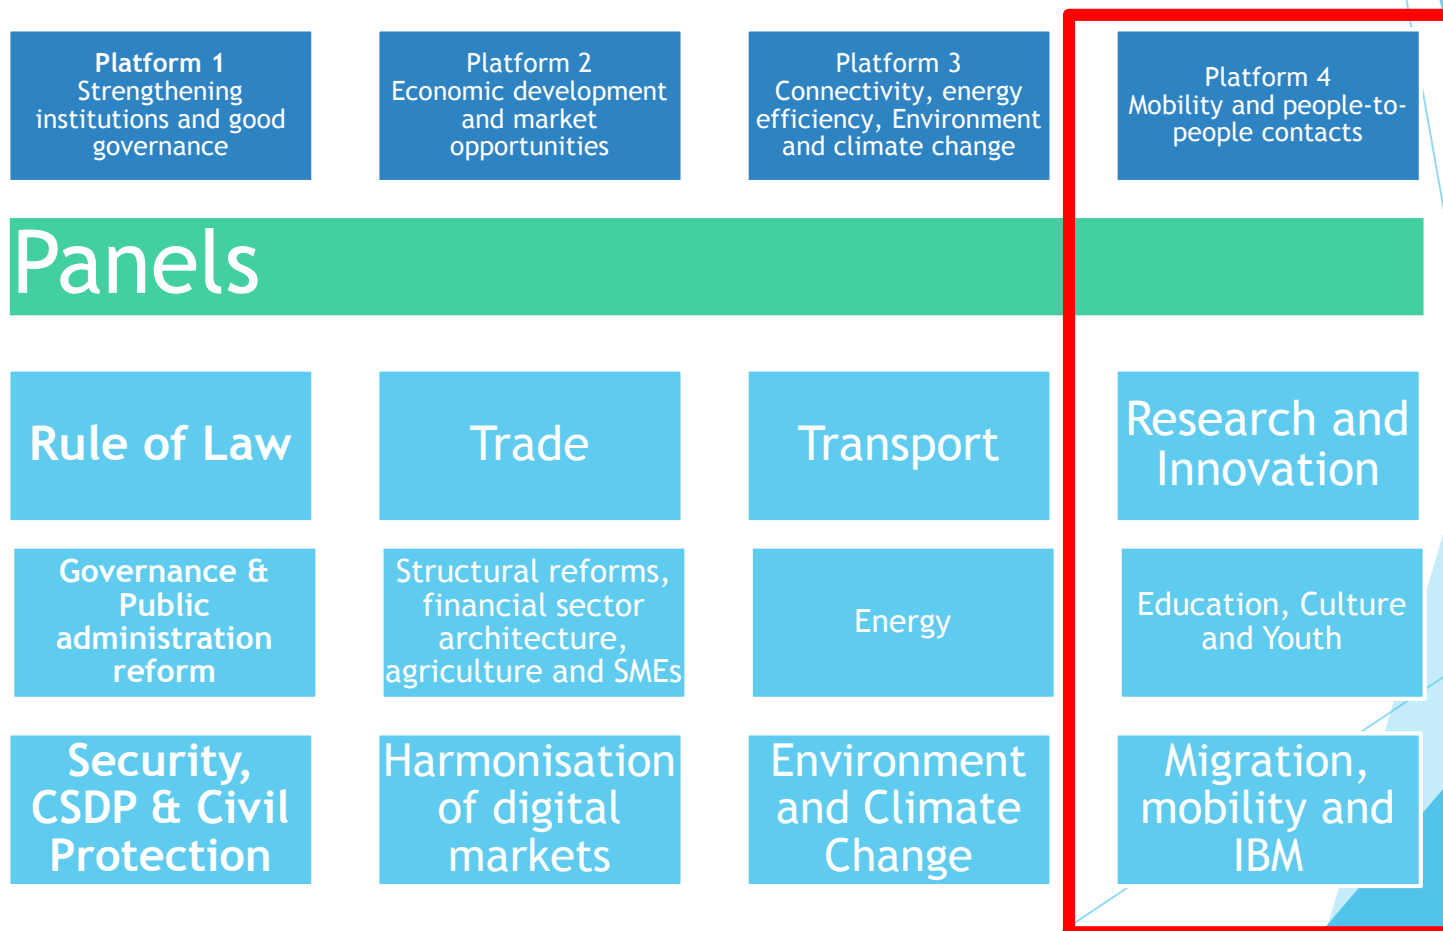 Platform 1
Strengthening
institutions and good
governance
Platform 2
Economic development
and market
opportunities
Platform 3
Connectivity, energy
efficiency, Environment
and climate change
Platform 4
Mobility and people-to-
people contacts
Panels
Rule of Law
Trade
Transport
Research and
Innovation
Governance &
Public
administration
reform
Structural reforms,
financial sector
architecture,
agriculture and SMEs
Energy
Education, Culture
and Youth
Security,
CSDP & Civil
Protection
Harmonisation
of digital
markets
Environment
and Climate
Change
Migration,
mobility and
IBM